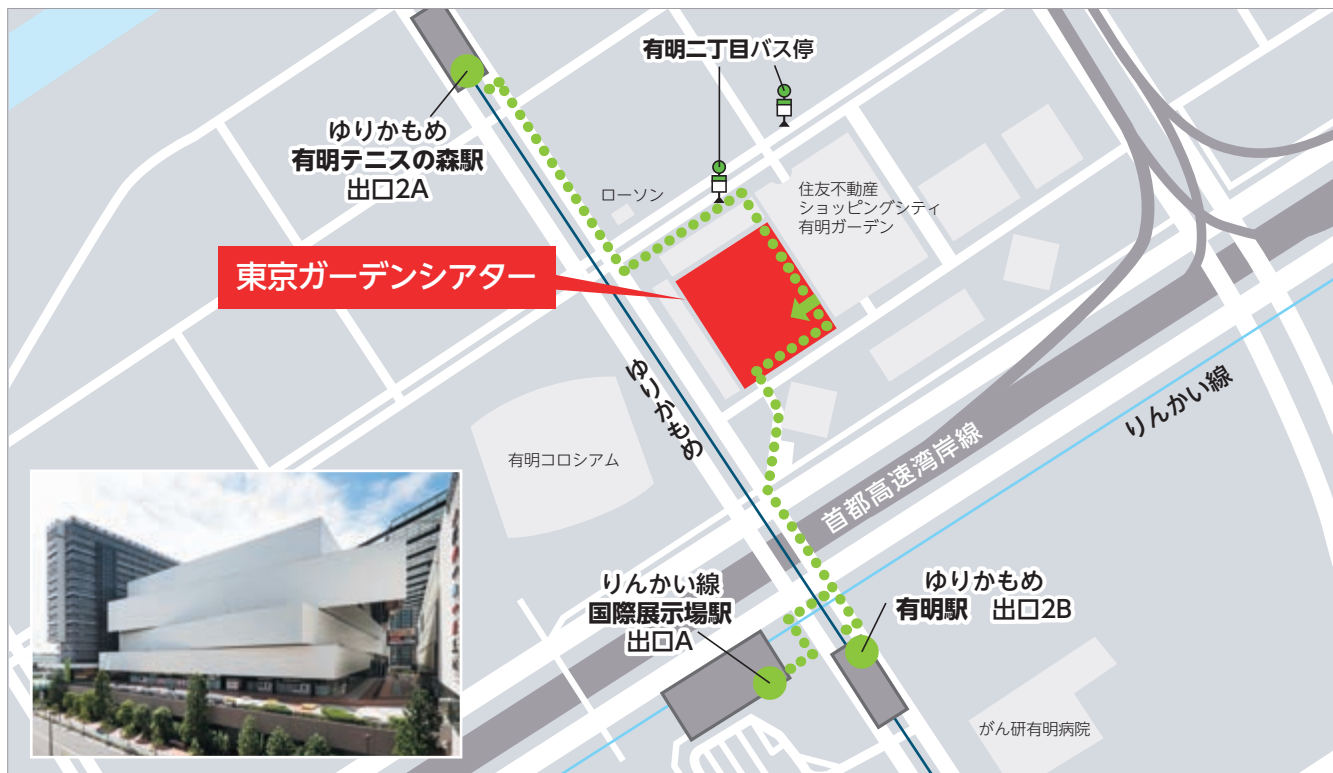 有明二丁目バス停
ゆりかもめ
有明テニスの森駅
出口2A
ローソン
住友不動産
ショッピングシティ
有明ガーデン
東京ガーデンシアター
ゆりかもめ
りんかい線
首都高速湾岸線
有明コロシアム
りんかい線
国際展示場駅
出口A
ゆりかもめ
有明駅 出口2B
がん研有明病院